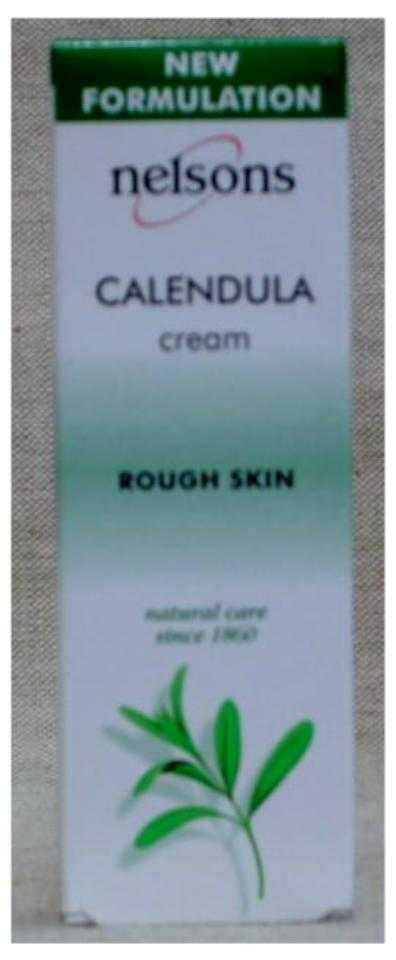 NEW
FORMULATION
nelsons
CALENDULA
cream
ROUGH SKIN
natural care
since 1860